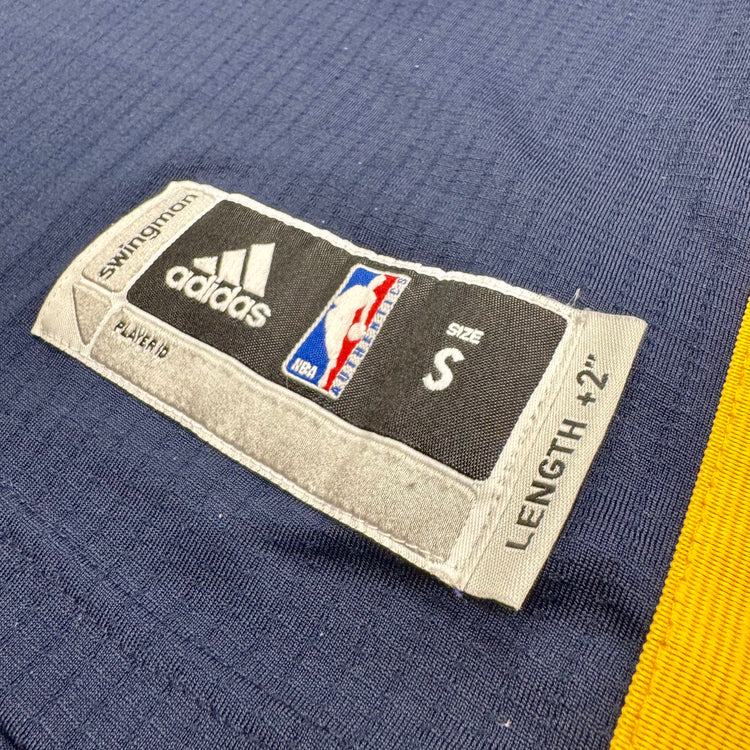 swingman
adidas
NBA
AUTHENTICS
SIZE
S
PLAYER ID
LENGTH +2"